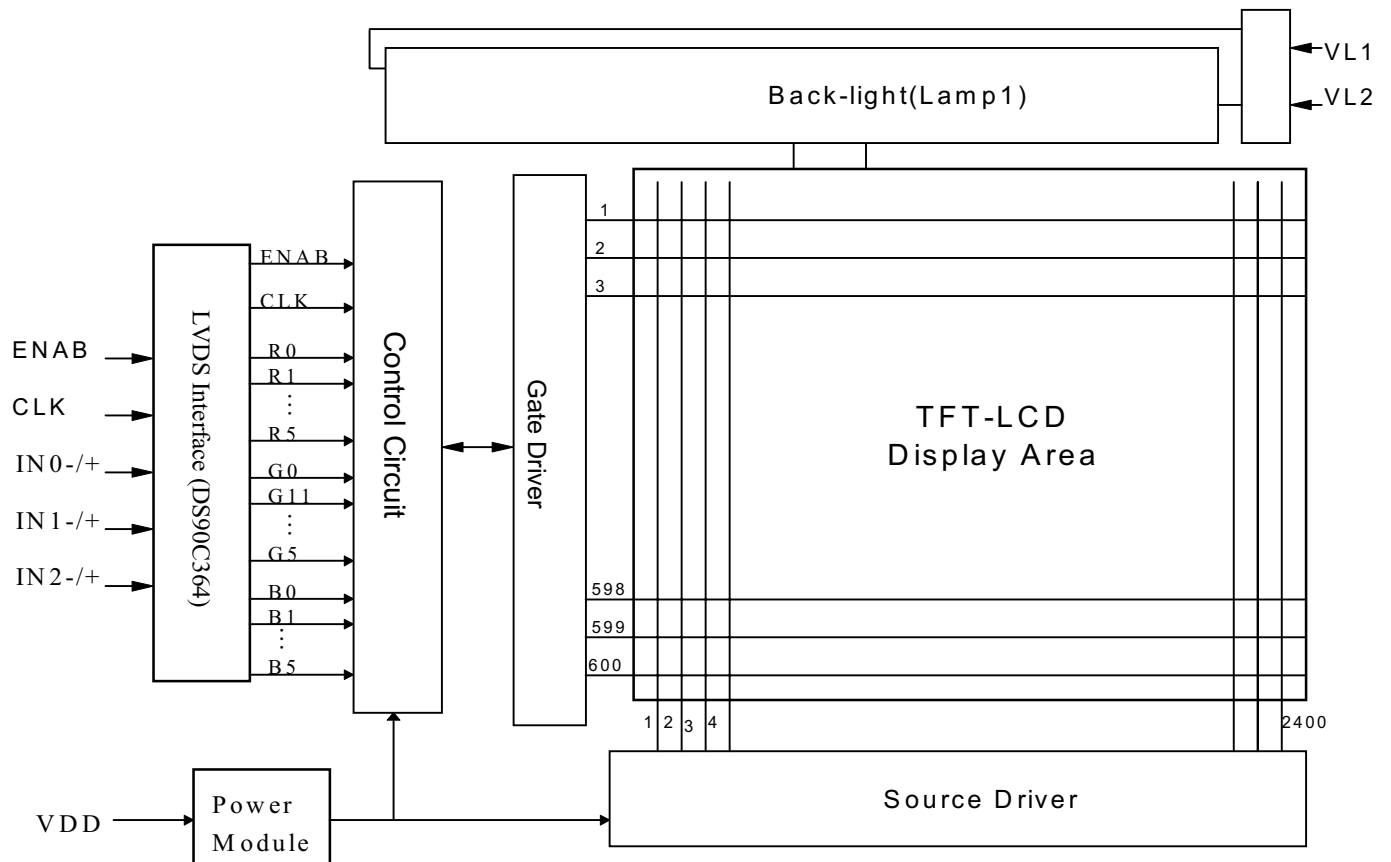 VL1
Back-light(Lamp1)
VL2
1
2
3
ENAB
CLK
R0
R1
...
R5
G0
G11
...
G5
B0
B1
...
B5
ENAB
CLK
IN0-/+
IN1-/+
IN2-/+
LVDS Interface (DS90C364)
Control Circuit
Gate Driver
TFT-LCD
Display Area
598
599
600
1 2 3 4 2400
Source Driver
VDD
Power
Module